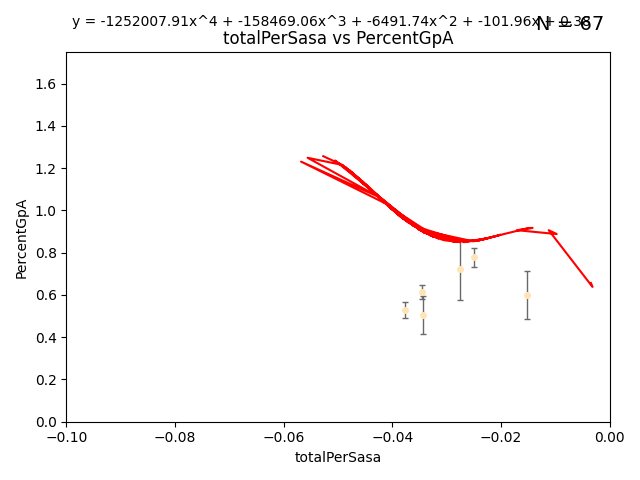 y = -1252007.91x^4 + -158469.06x^3 + -6491.74x^2 + -101.96x + 0.38
N = 67
totalPerSasa vs PercentGpA
1.6
1.4
1.2
1.0
0.8
0.6
0.4
0.2
0.0
PercentGpA
−0.10 −0.08 −0.06 −0.04 −0.02 0.00
totalPerSasa